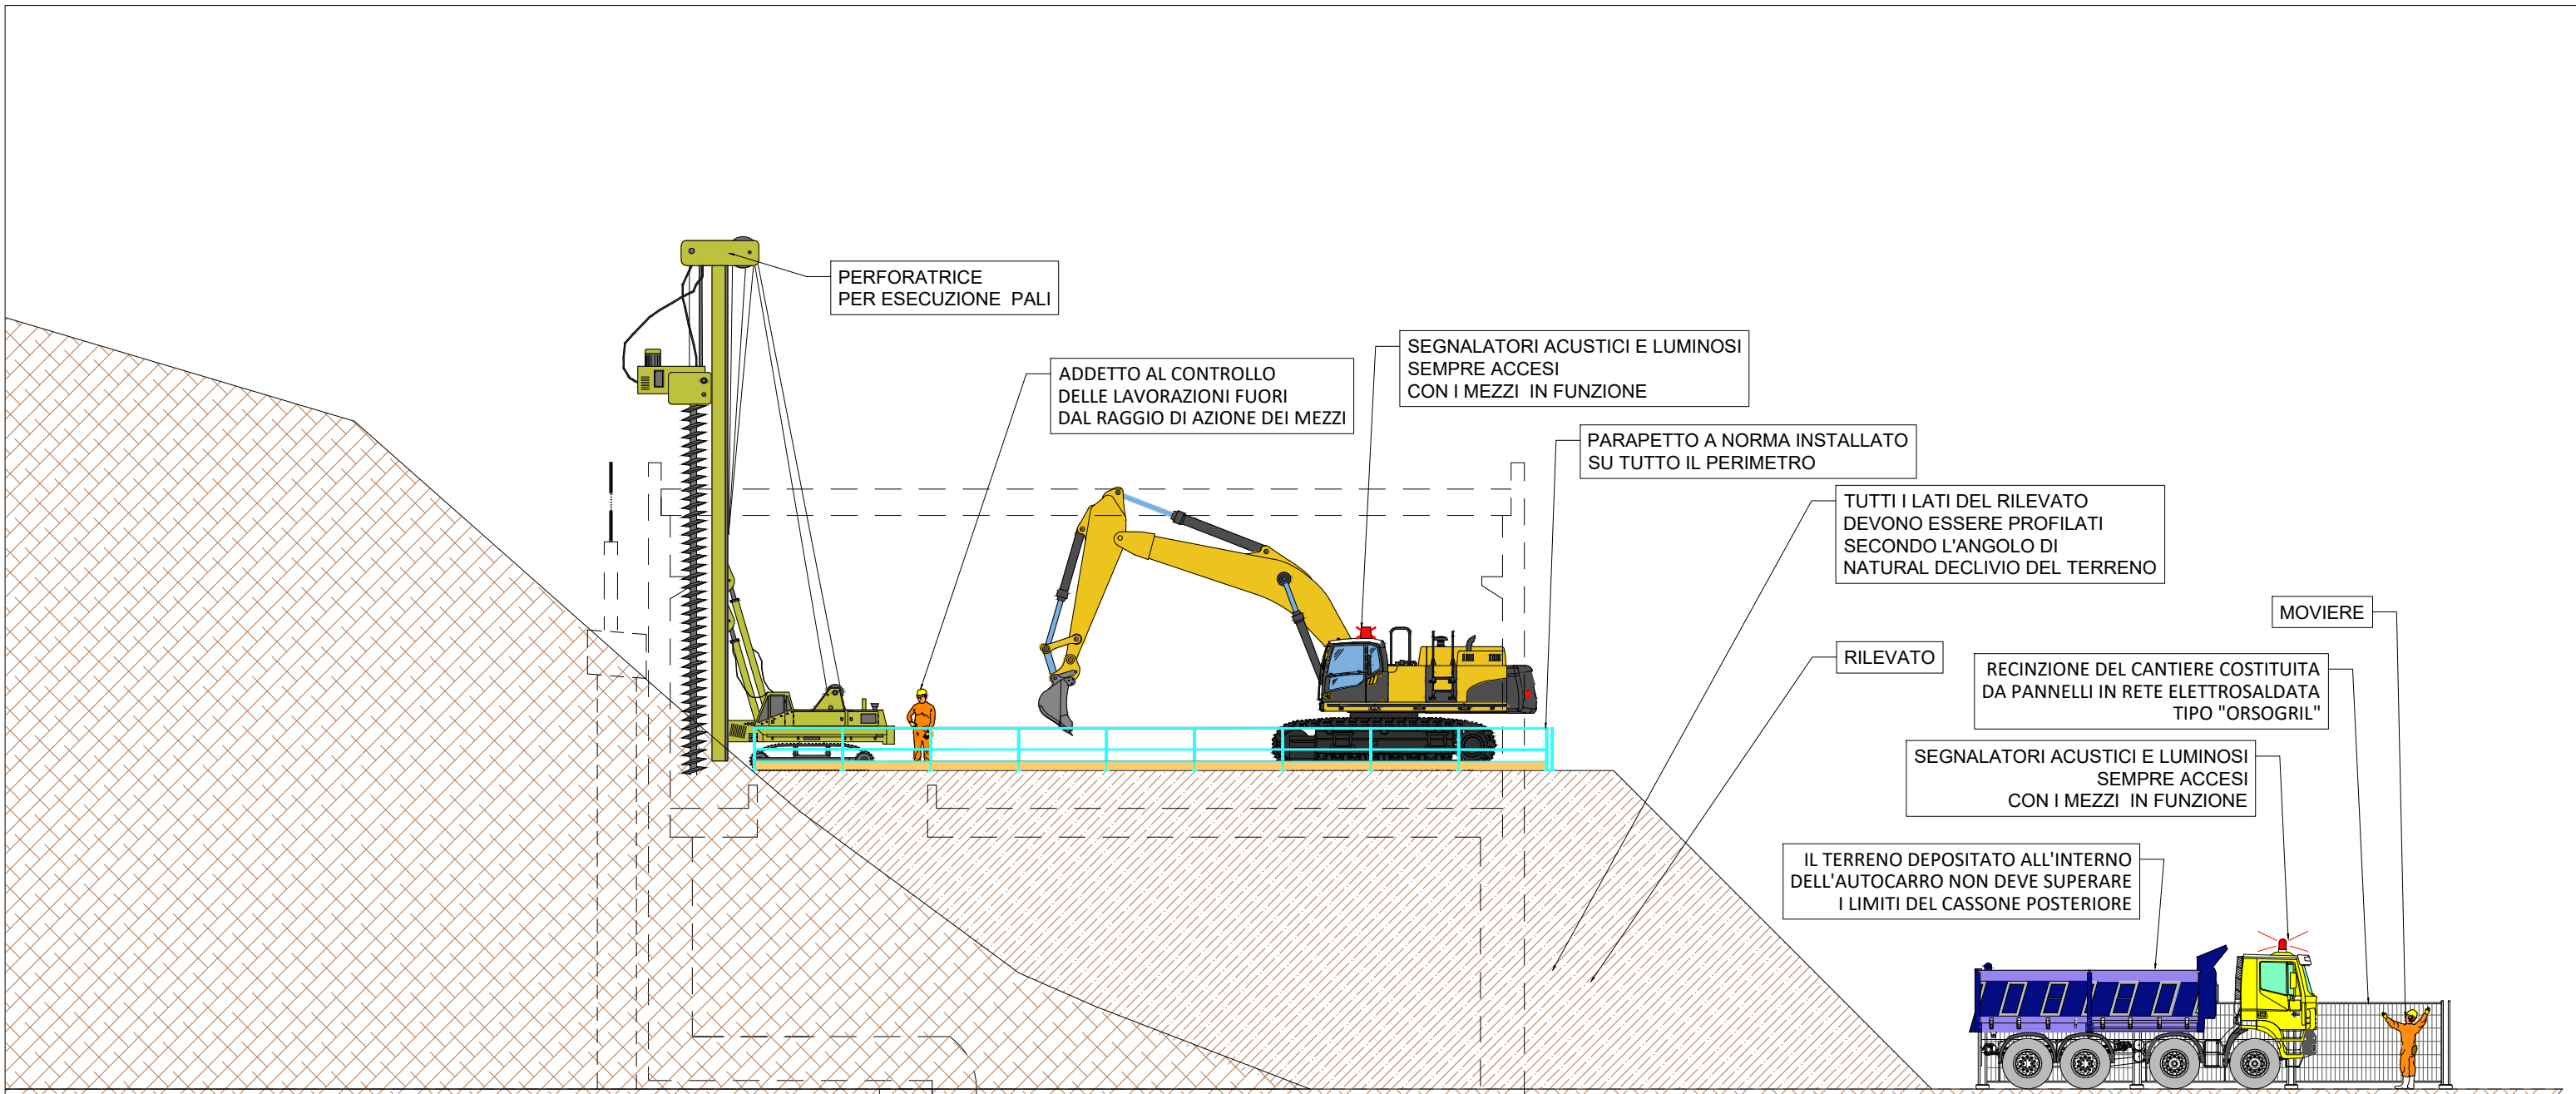 PERFORATRICE
PER ESECUZIONE PALI
ADDETTO AL CONTROLLO
DELLE LAVORAZIONI FUORI
DAL RAGGIO DI AZIONE DEI MEZZI
SEGNALATORI ACUSTICI E LUMINOSI
SEMPRE ACCESI
CON I MEZZI IN FUNZIONE
PARAPETTO A NORMA INSTALLATO
SU TUTTO IL PERIMETRO
TUTTI I LATI DEL RILEVATO
DEVONO ESSERE PROFILATI
SECONDO L'ANGOLO DI
NATURAL DECLIVIO DEL TERRENO
MOVIERE
RILEVATO
RECINZIONE DEL CANTIERE COSTITUITA
DA PANNELLI IN RETE ELETTROSALDATA
TIPO "ORSOGRIL"
SEGNALATORI ACUSTICI E LUMINOSI
SEMPRE ACCESI
CON I MEZZI IN FUNZIONE
IL TERRENO DEPOSITATO ALL'INTERNO
DELL'AUTOCARRO NON DEVE SUPERARE
I LIMITI DEL CASSONE POSTERIORE